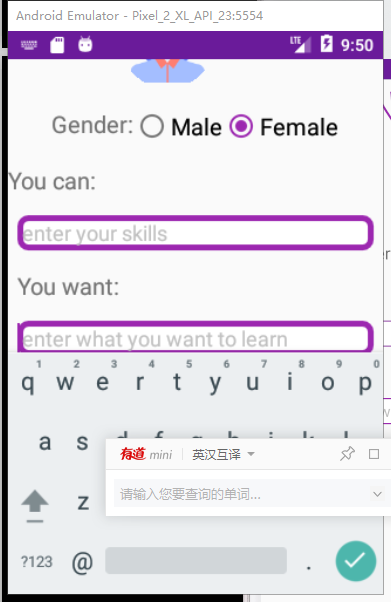 Android Emulator - Pixel_2_XL_API_23:5554
LTE 9:50
Gender: Male Female
You can:
enter your skills
You want:
enter what you want to learn
1 2 3 4 5 6 7 8 9 0
q w e r t y u i o p
a s
有道 mini 英汉互译
z
请输入您要查询的单词...
?123 @ .